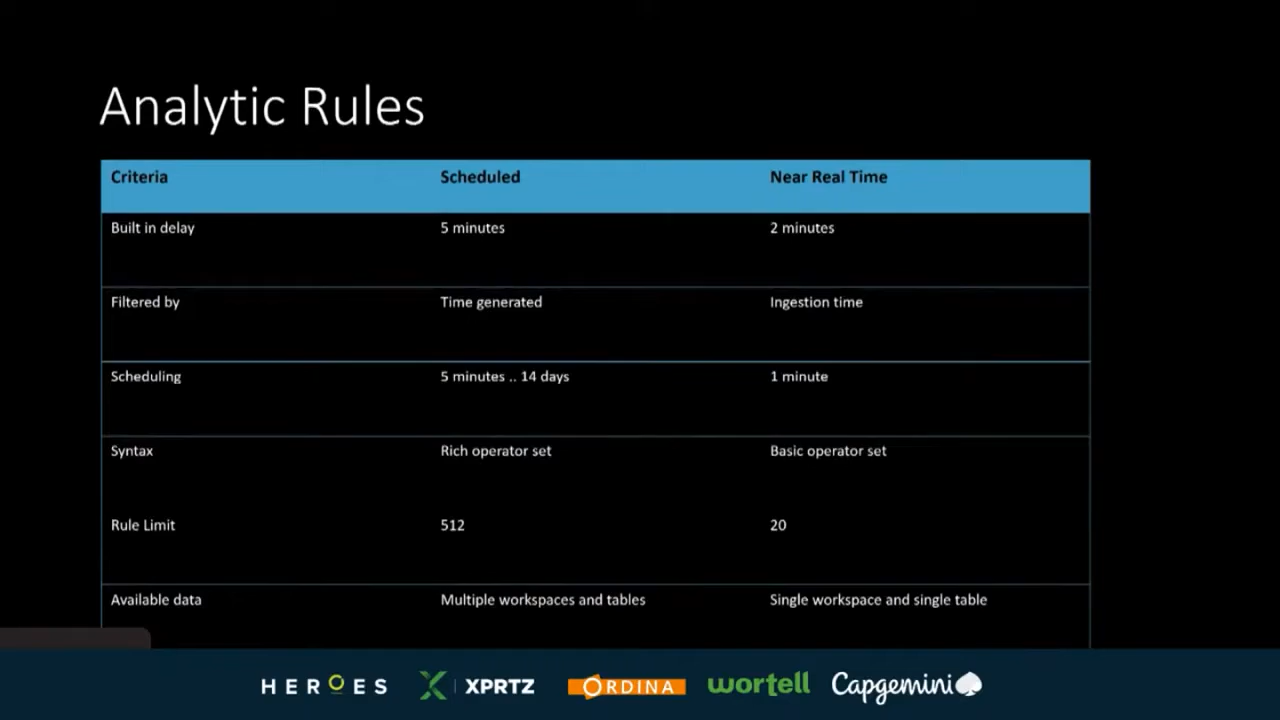 Analytic Rules
Criteria Scheduled Near Real Time
Built in delay 5 minutes 2 minutes
Filtered by Time generated Ingestion time
Scheduling 5 minutes .. 14 days 1 minute
Syntax Rich operator set Basic operator set
Rule Limit 512 20
Available data Multiple workspaces and tables Single workspace and single table
HEROES XPRTZ ORDINA wortell Capgemini